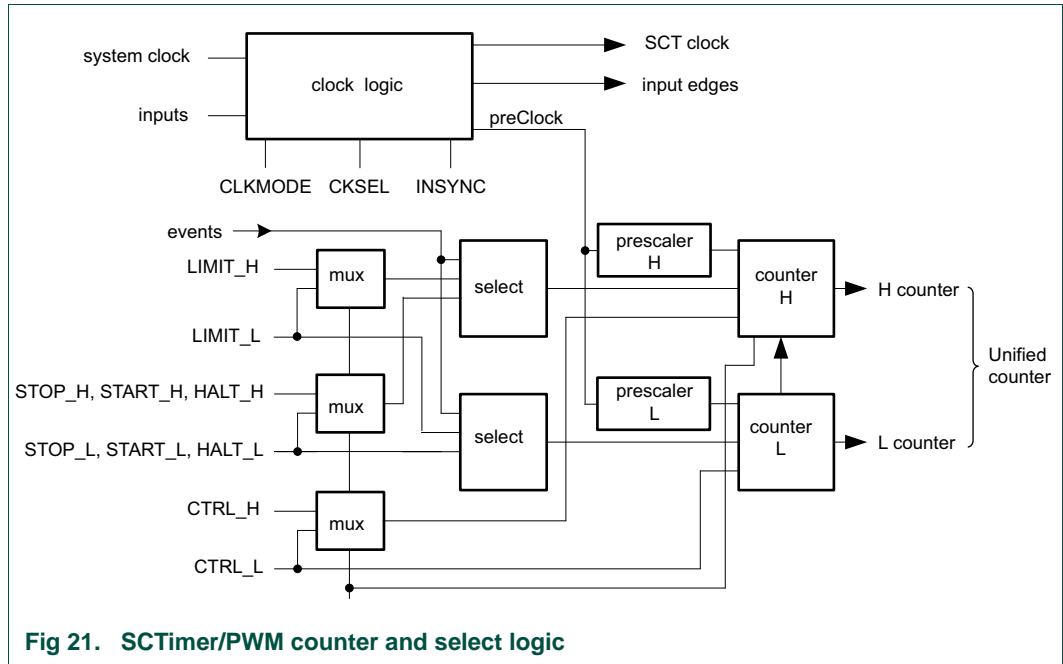 system clock
inputs
clock logic
SCT clock
input edges
preClock
CLKMODE
CKSEL
INSYNC
events
LIMIT_H
mux
LIMIT_L
select
prescaler
H
counter
H
H counter
STOP_H, START_H, HALT_H
mux
STOP_L, START_L, HALT_L
select
prescaler
L
counter
L
L counter
Unified
counter
CTRL_H
mux
CTRL_L
Fig 21. SCTimer/PWM counter and select logic